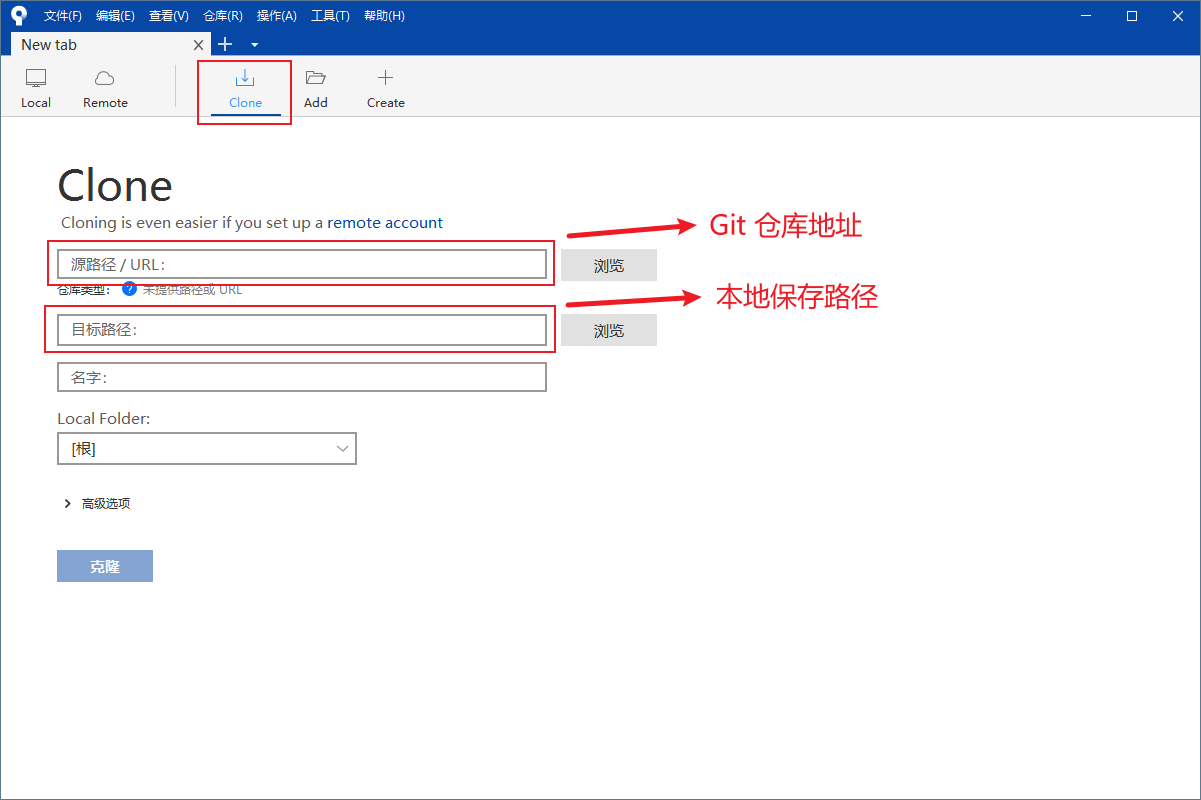 文件(F) 编辑(E) 查看(V) 仓库(R) 操作(A) 工具(T) 帮助(H)
New tab
Local Remote Clone Add Create
Clone
Cloning is even easier if you set up a remote account
Git 仓库地址
源路径 / URL: 浏览
仓库类型: ? 未提供路径或 URL
本地保存路径
目标路径: 浏览
名字:
Local Folder:
[根]
高级选项
克隆